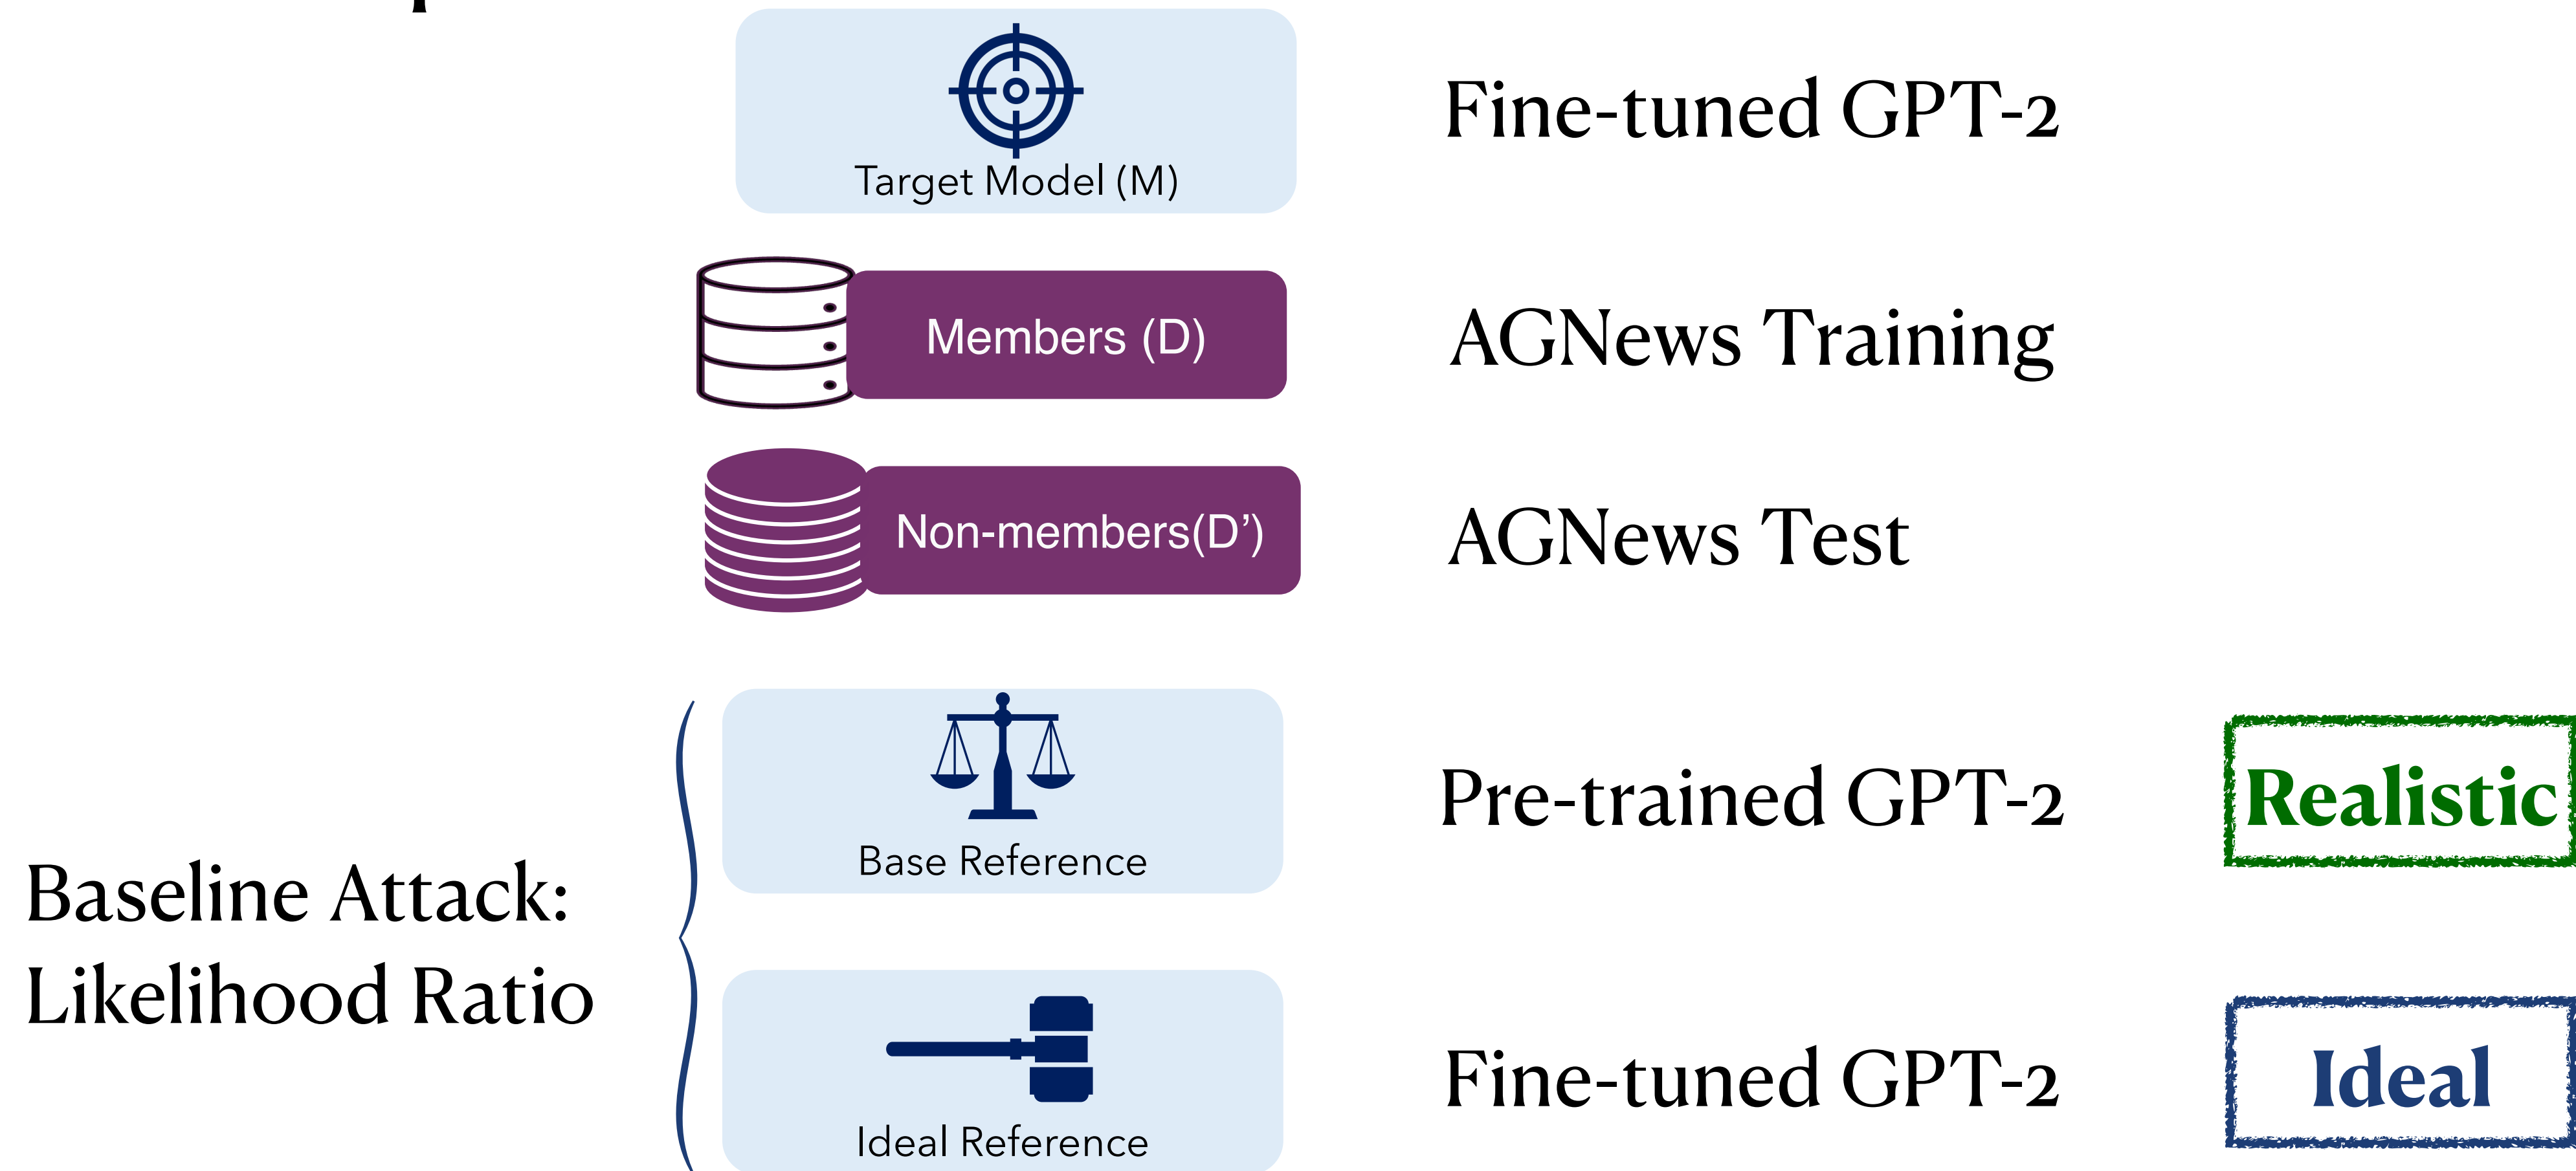 Target Model (M)
Fine-tuned GPT-2
Members (D)
AGNews Training
Non-members(D’)
AGNews Test
Baseline Attack:
Likelihood Ratio
Base Reference
Pre-trained GPT-2
Realistic
Ideal Reference
Fine-tuned GPT-2
Ideal